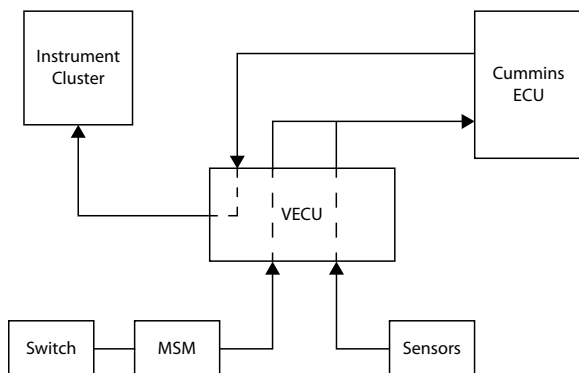 Instrument
Cluster
Cummins
ECU
VECU
Switch
MSM
Sensors